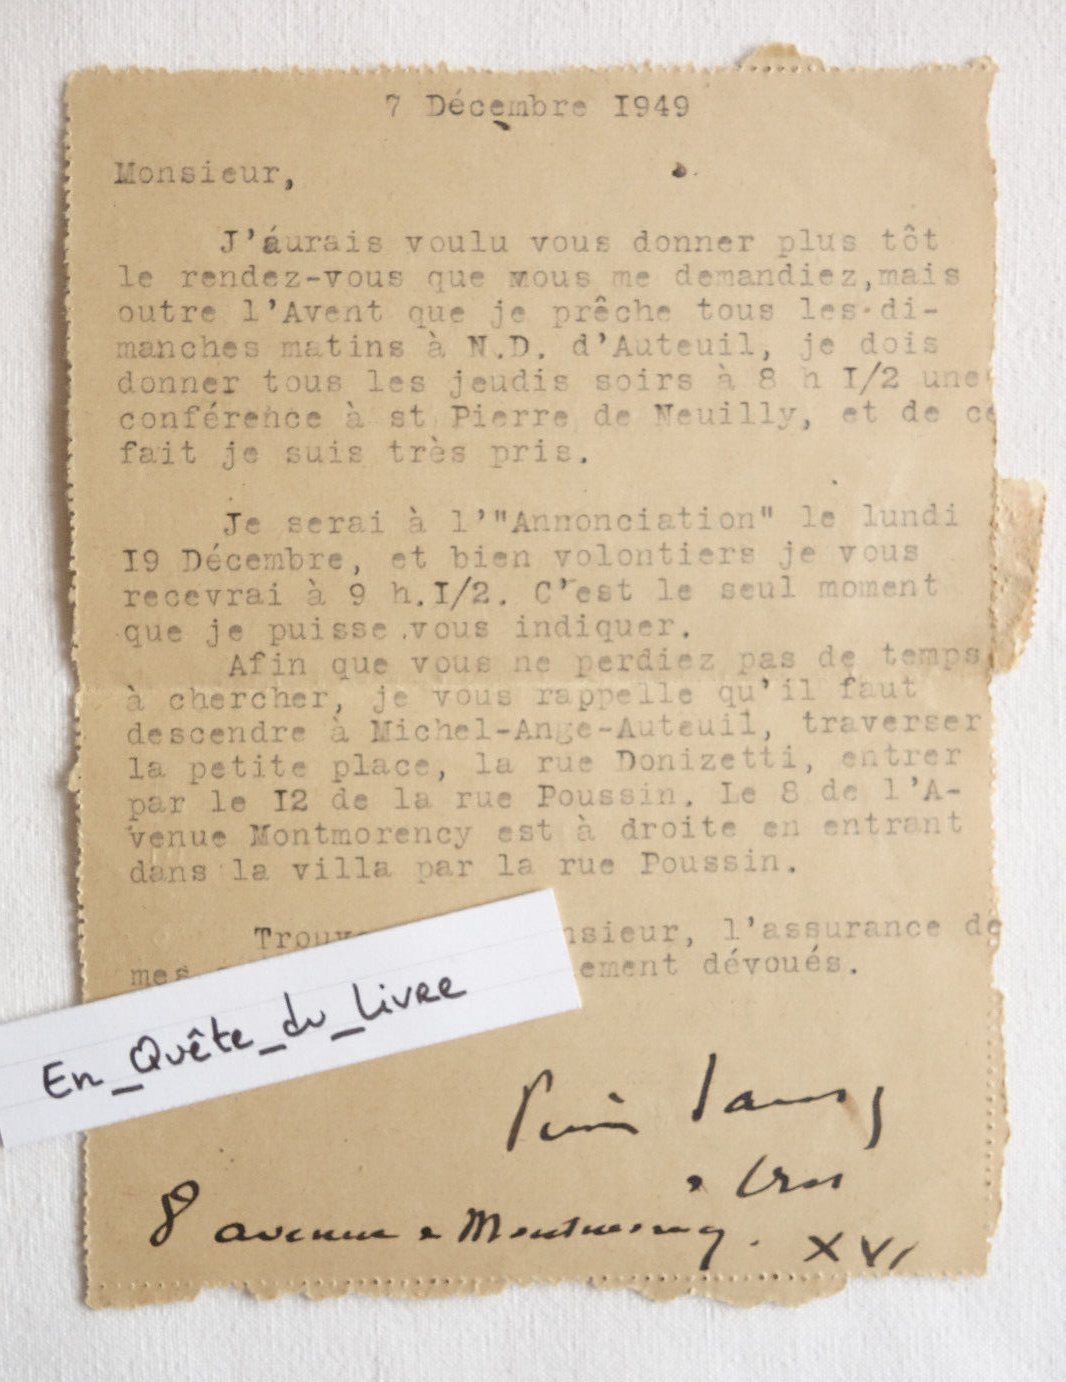 7 Décembre I949
Monsieur,
J'áurais voulu vous donner plus tôt
le rendez-vous que vous me demandiez,mais
outre l'Avent que je prêche tous les di-
manches matins à N.D. d'Auteuil, je dois
donner tous les jeudis soirs à 8 h I/2 une
conférence à st Pierre de Neuilly, et de ce
fait je suis très pris.
Je serai à l'"Annonciation" le lundi
I9 Décembre, et bien volontiers je vous
recevrai à 9 h.I/2. C'est le seul moment
que je puisse .vous indiquer.
Afin que vous ne perdiez pas de temps
à chercher, je vous rappelle qu'il faut
descendre à Michel-Ange-Auteuil, traverser
la petite place, la rue Donizetti, entrer
par le I2 de la rue Poussin. Le 8 de l'A-
venue Montmorency est à droite en entrant
dans la villa par la rue Poussin.
l'assurance de
mes dévoués.
En_Quête_du_Livre
8 avenue de Montmorency. XVI